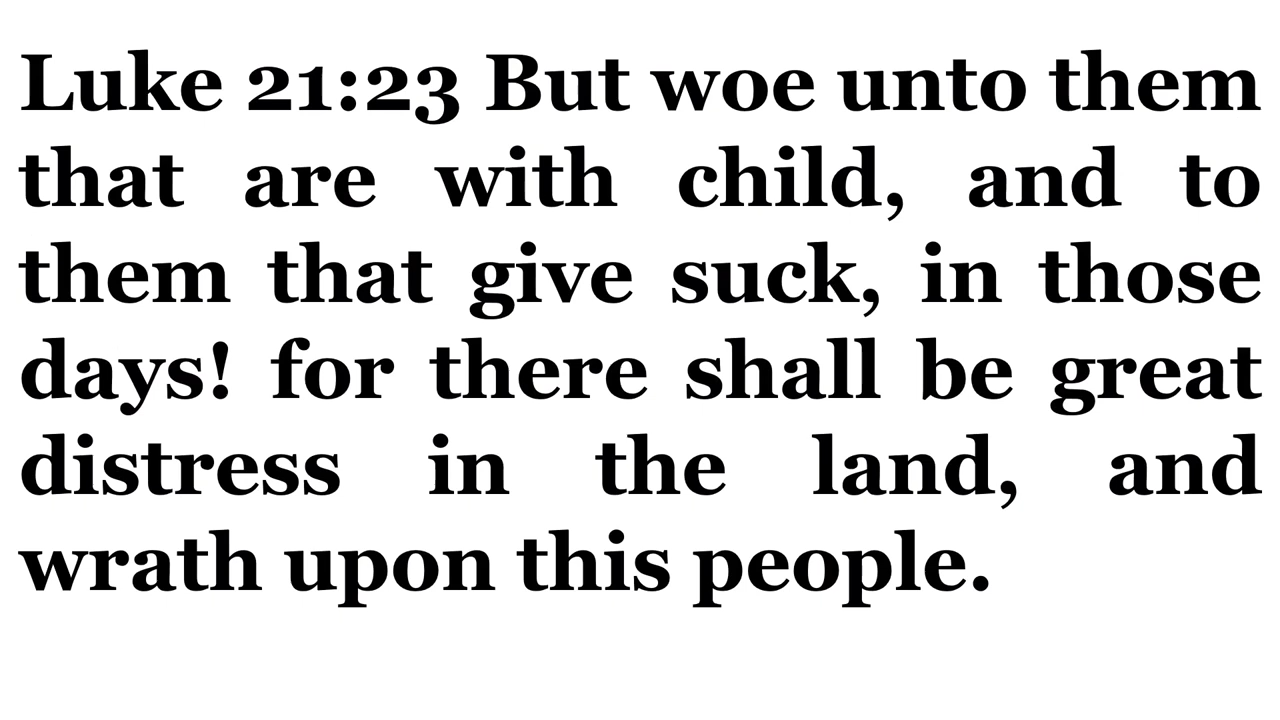 Luke 21:23 But woe unto them
that are with child, and to
them that give suck, in those
days! for there shall be great
distress in the land, and
wrath upon this people.